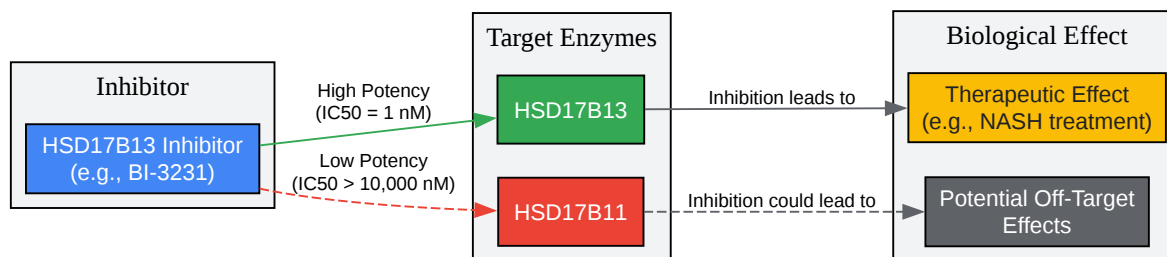 Inhibitor
HSD17B13 Inhibitor
(e.g., BI-3231)
High Potency
(IC50 = 1 nM)
Low Potency
(IC50 > 10,000 nM)
Target Enzymes
HSD17B13
HSD17B11
Inhibition leads to
Inhibition could lead to
Biological Effect
Therapeutic Effect
(e.g., NASH treatment)
Potential Off-Target
Effects